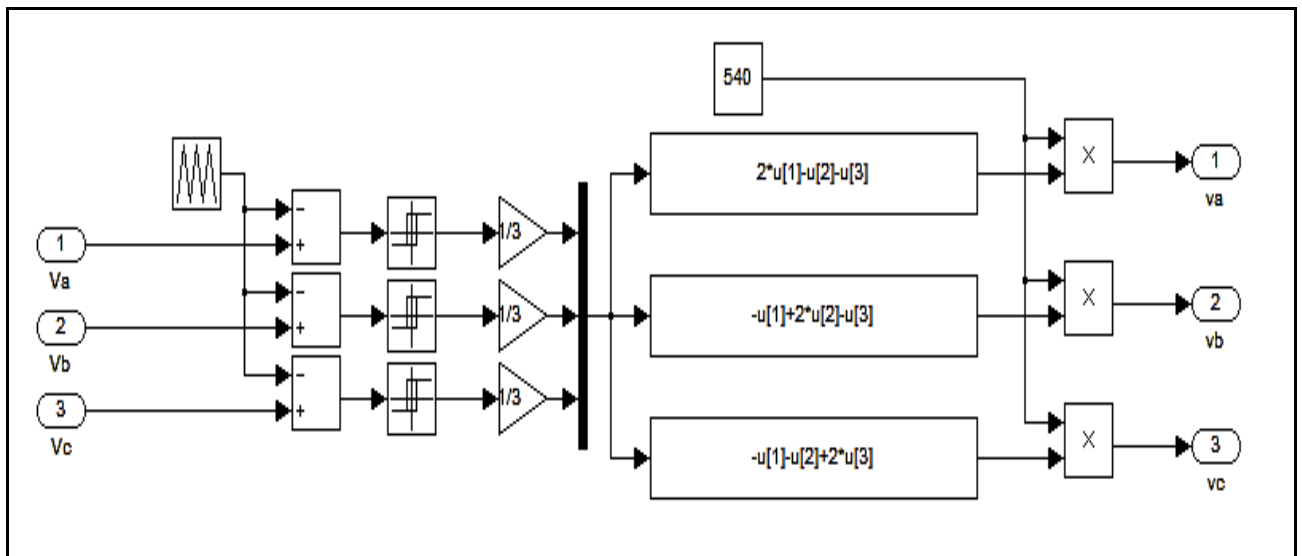 540
2*u[1]-u[2]-u[3]
X
1
va
−
+
1
Va
1/3
−
+
2
Vb
1/3
-u[1]+2*u[2]-u[3]
X
2
vb
−
+
3
Vc
1/3
-u[1]-u[2]+2*u[3]
X
3
vc